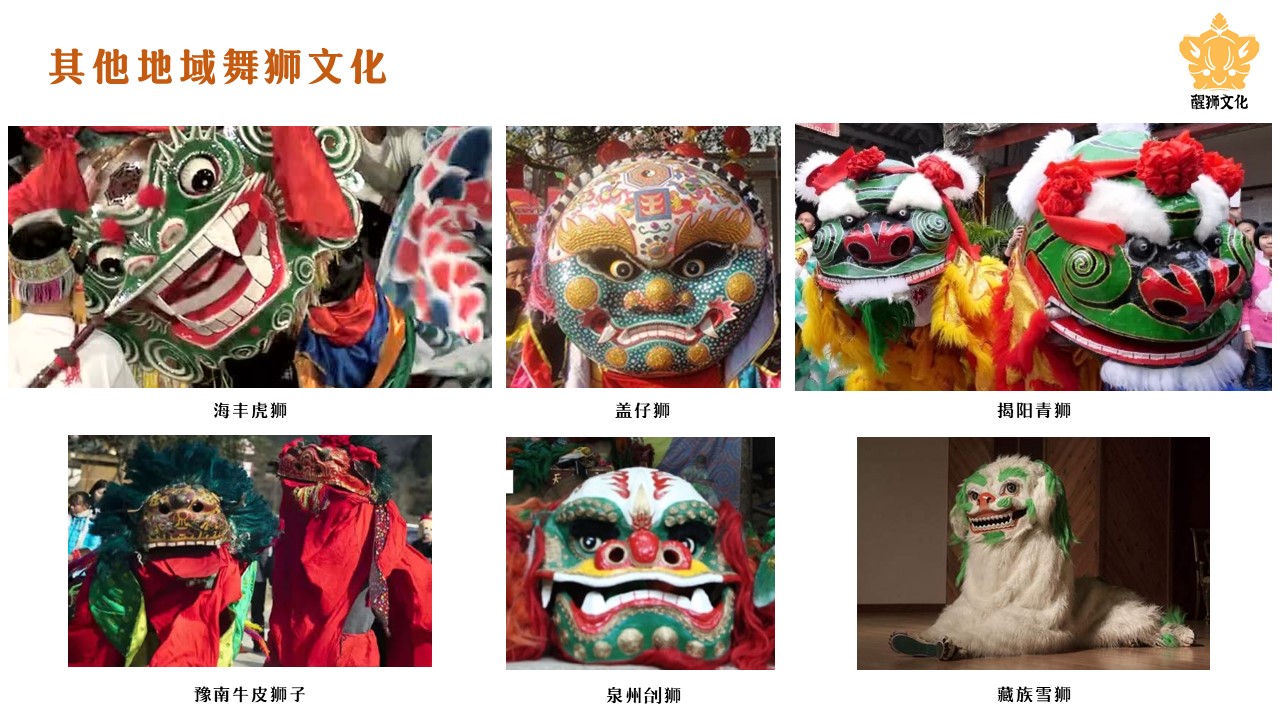 其他地域舞狮文化
醒狮文化
王
海丰虎狮
盖仔狮
揭阳青狮
豫南牛皮狮子
泉州刣狮
藏族雪狮